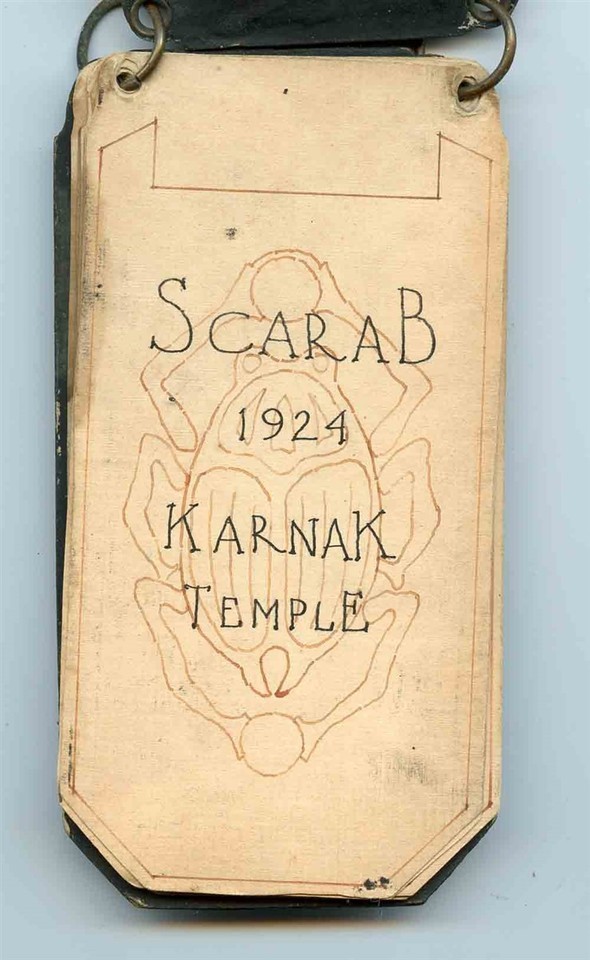 SCARAB
1924
KARNAK
TEMPLE